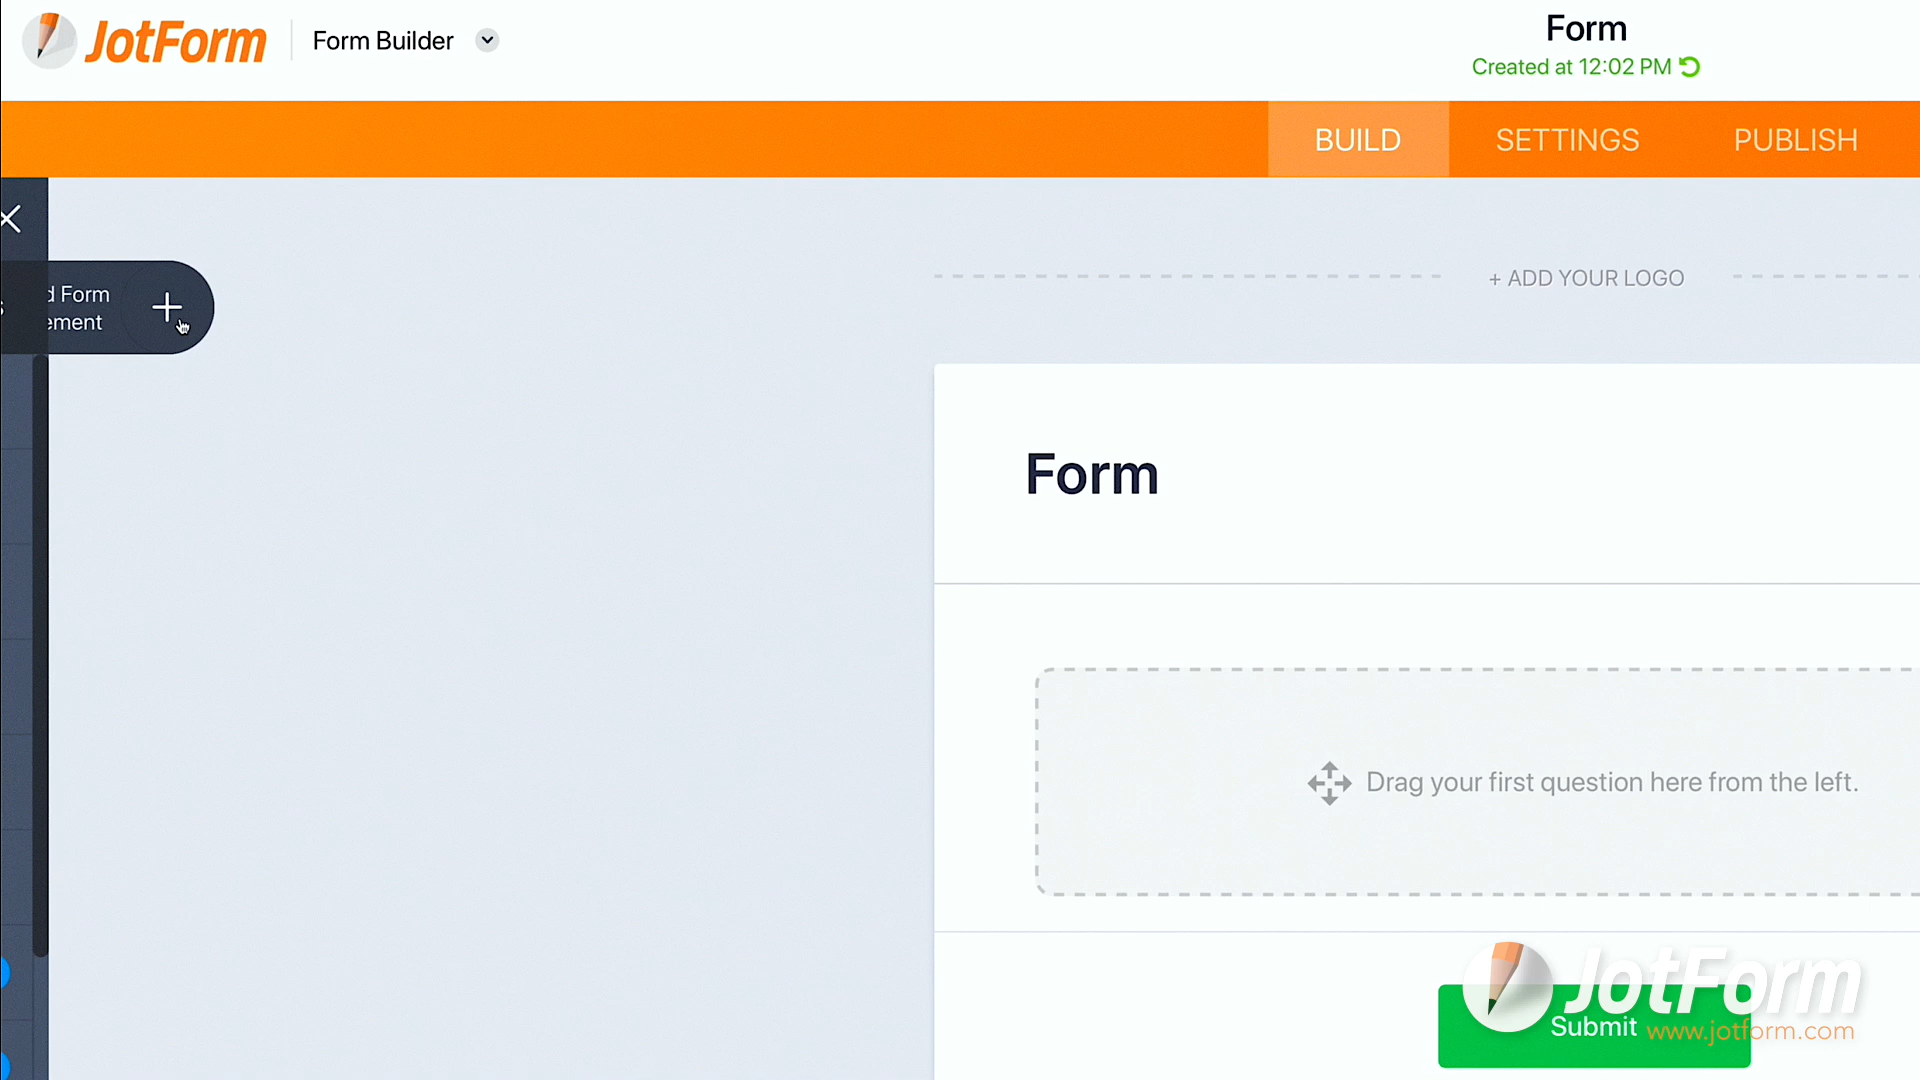 JotForm
Form Builder
Form
Created at 12:02 PM
BUILD
SETTINGS
PUBLISH
+ ADD YOUR LOGO
d Form
ement
Form
Drag your first question here from the left.
JotForm
Submit
www.jotform.com